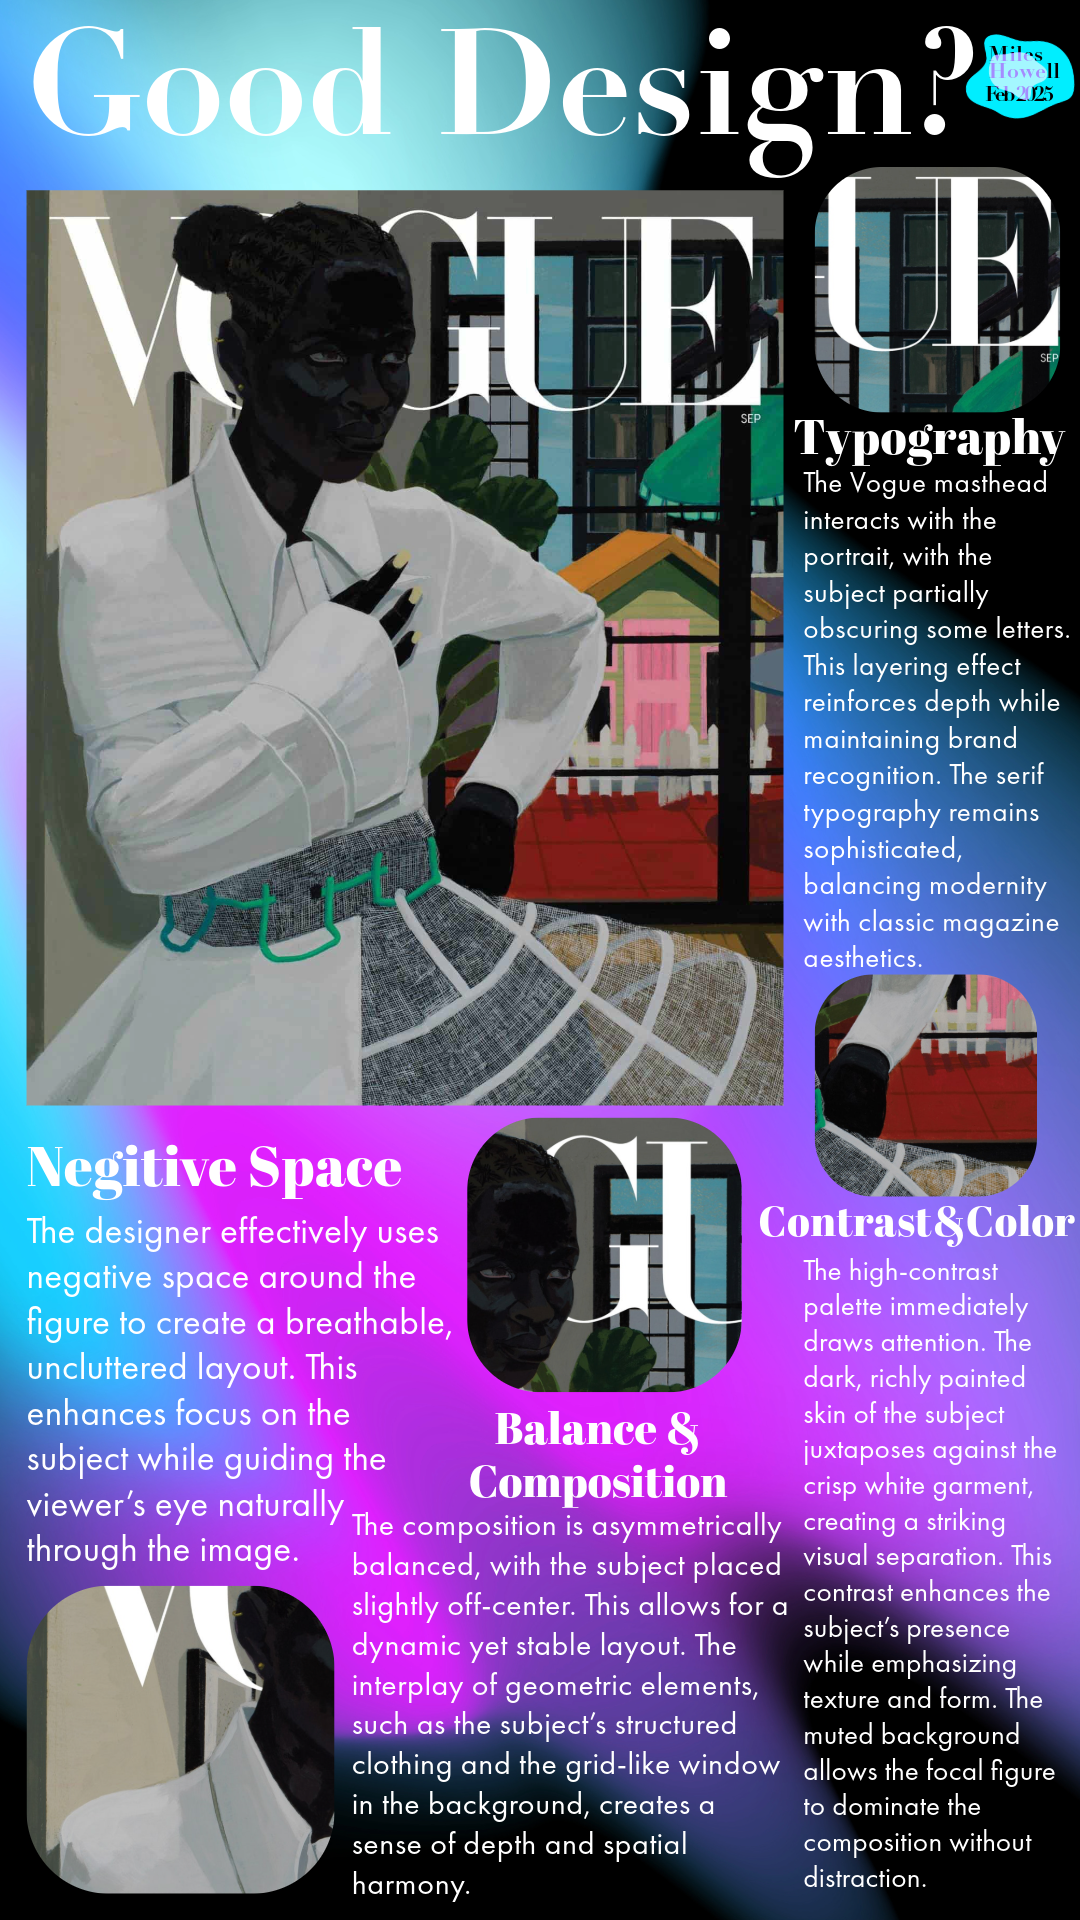 Good Design?
Miles
Howell
Feb 2025
VOGUE
SEP
UE
SEP
Typography
The Vogue masthead
interacts with the
portrait, with the
subject partially
obscuring some letters.
This layering effect
reinforces depth while
maintaining brand
recognition. The serif
typography remains
sophisticated,
balancing modernity
with classic magazine
aesthetics.
Negitive Space
The designer effectively uses
negative space around the
figure to create a breathable,
uncluttered layout. This
enhances focus on the
subject while guiding the
viewer's eye naturally
through the image.
VO
GU
Balance &
Composition
The composition is asymmetrically
balanced, with the subject placed
slightly off-center. This allows for a
dynamic yet stable layout. The
interplay of geometric elements,
such as the subject's structured
clothing and the grid-like window
in the background, creates a
sense of depth and spatial
harmony.
Contrast&Color
The high-contrast
palette immediately
draws attention. The
dark, richly painted
skin of the subject
juxtaposes against the
crisp white garment,
creating a striking
visual separation. This
contrast enhances the
subject's presence
while emphasizing
texture and form. The
muted background
allows the focal figure
to dominate the
composition without
distraction.